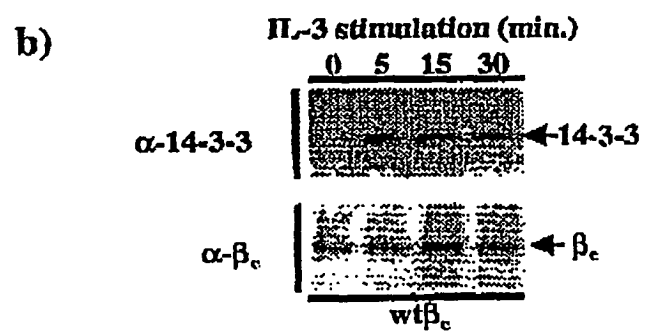 b)
IL-3 stimulation (min.)
0 5 15 30
α-14-3-3
14-3-3
α-βc
βc
wtβc